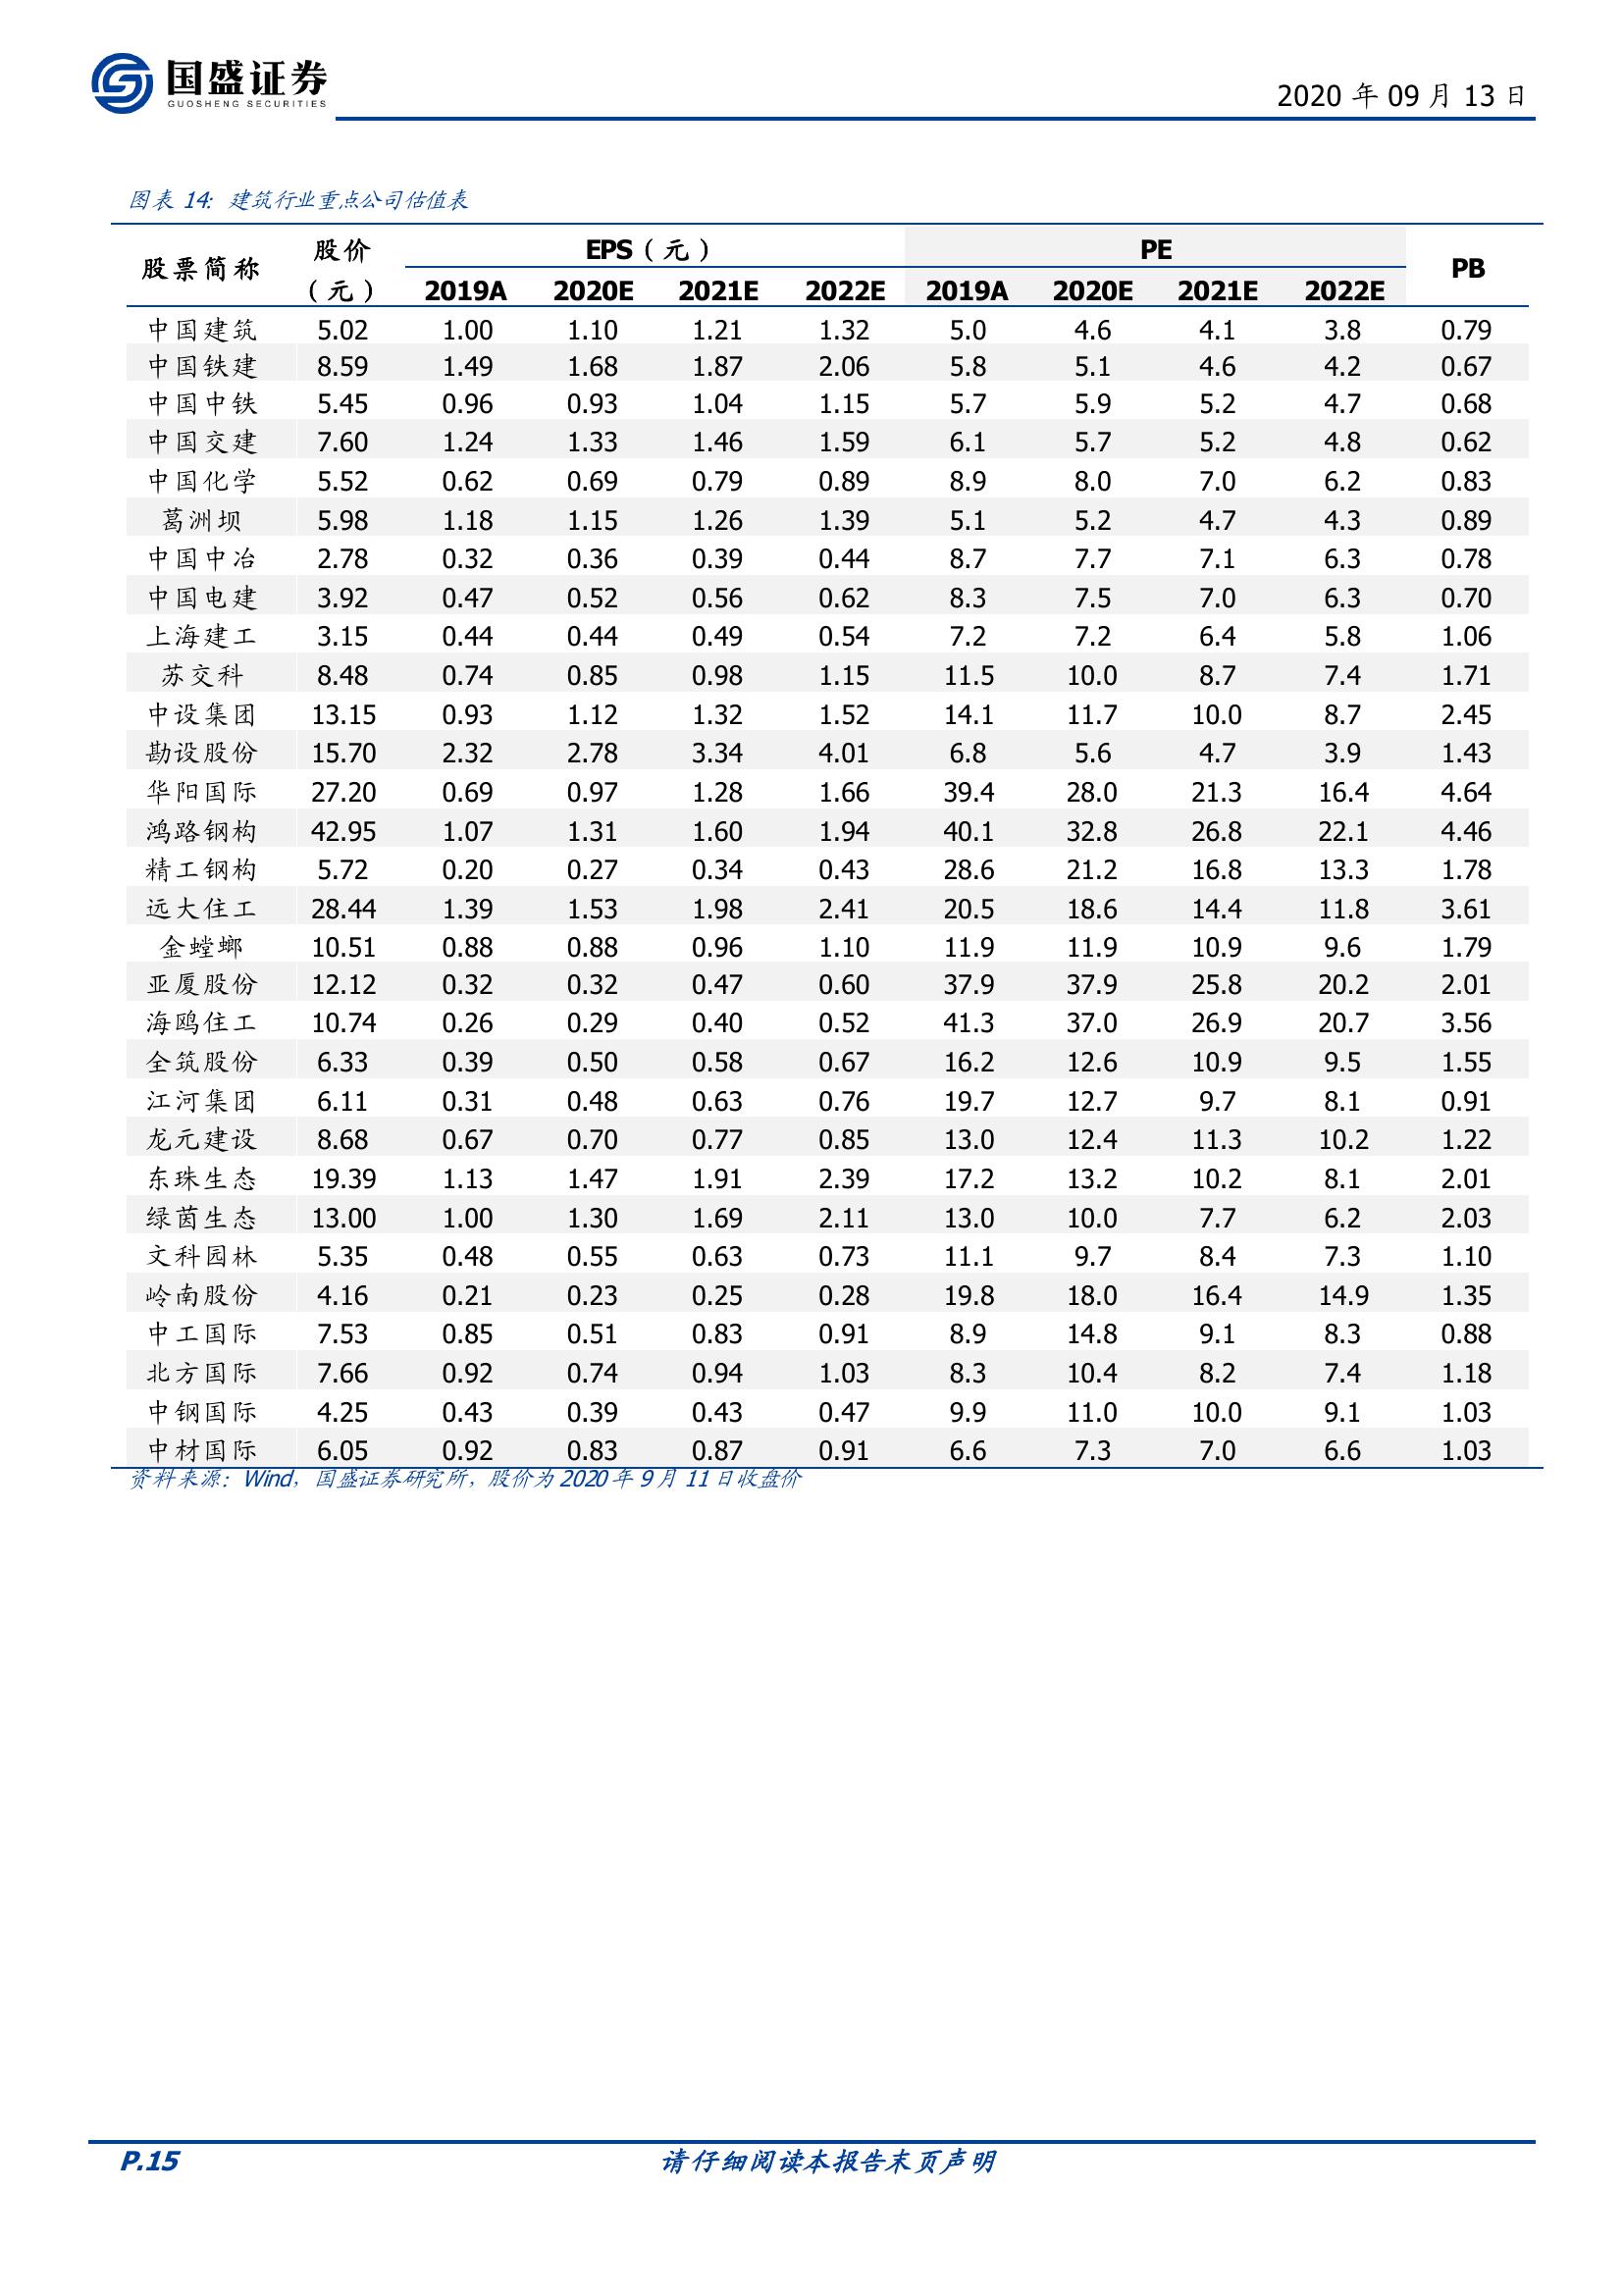 国盛证券
GUOSHENG SECURITIES
2020 年 09 月 13 日
图表 14: 建筑行业重点公司估值表
股票简称 股价（元） EPS（元） PE PB
2019A 2020E 2021E 2022E 2019A 2020E 2021E 2022E
中国建筑 5.02 1.00 1.10 1.21 1.32 5.0 4.6 4.1 3.8 0.79
中国铁建 8.59 1.49 1.68 1.87 2.06 5.8 5.1 4.6 4.2 0.67
中国中铁 5.45 0.96 0.93 1.04 1.15 5.7 5.9 5.2 4.7 0.68
中国交建 7.60 1.24 1.33 1.46 1.59 6.1 5.7 5.2 4.8 0.62
中国化学 5.52 0.62 0.69 0.79 0.89 8.9 8.0 7.0 6.2 0.83
葛洲坝 5.98 1.18 1.15 1.26 1.39 5.1 5.2 4.7 4.3 0.89
中国中冶 2.78 0.32 0.36 0.39 0.44 8.7 7.7 7.1 6.3 0.78
中国电建 3.92 0.47 0.52 0.56 0.62 8.3 7.5 7.0 6.3 0.70
上海建工 3.15 0.44 0.44 0.49 0.54 7.2 7.2 6.4 5.8 1.06
苏交科 8.48 0.74 0.85 0.98 1.15 11.5 10.0 8.7 7.4 1.71
中设集团 13.15 0.93 1.12 1.32 1.52 14.1 11.7 10.0 8.7 2.45
勘设股份 15.70 2.32 2.78 3.34 4.01 6.8 5.6 4.7 3.9 1.43
华阳国际 27.20 0.69 0.97 1.28 1.66 39.4 28.0 21.3 16.4 4.64
鸿路钢构 42.95 1.07 1.31 1.60 1.94 40.1 32.8 26.8 22.1 4.46
精工钢构 5.72 0.20 0.27 0.34 0.43 28.6 21.2 16.8 13.3 1.78
远大住工 28.44 1.39 1.53 1.98 2.41 20.5 18.6 14.4 11.8 3.61
金螳螂 10.51 0.88 0.88 0.96 1.10 11.9 11.9 10.9 9.6 1.79
亚厦股份 12.12 0.32 0.32 0.47 0.60 37.9 37.9 25.8 20.2 2.01
海鸥住工 10.74 0.26 0.29 0.40 0.52 41.3 37.0 26.9 20.7 3.56
全筑股份 6.33 0.39 0.50 0.58 0.67 16.2 12.6 10.9 9.5 1.55
江河集团 6.11 0.31 0.48 0.63 0.76 19.7 12.7 9.7 8.1 0.91
龙元建设 8.68 0.67 0.70 0.77 0.85 13.0 12.4 11.3 10.2 1.22
东珠生态 19.39 1.13 1.47 1.91 2.39 17.2 13.2 10.2 8.1 2.01
绿茵生态 13.00 1.00 1.30 1.69 2.11 13.0 10.0 7.7 6.2 2.03
文科园林 5.35 0.48 0.55 0.63 0.73 11.1 9.7 8.4 7.3 1.10
岭南股份 4.16 0.21 0.23 0.25 0.28 19.8 18.0 16.4 14.9 1.35
中工国际 7.53 0.85 0.51 0.83 0.91 8.9 14.8 9.1 8.3 0.88
北方国际 7.66 0.92 0.74 0.94 1.03 8.3 10.4 8.2 7.4 1.18
中钢国际 4.25 0.43 0.39 0.43 0.47 9.9 11.0 10.0 9.1 1.03
中材国际 6.05 0.92 0.83 0.87 0.91 6.6 7.3 7.0 6.6 1.03
资料来源：Wind，国盛证券研究所，股价为 2020 年 9 月 11 日收盘价
P.15 请仔细阅读本报告末页声明